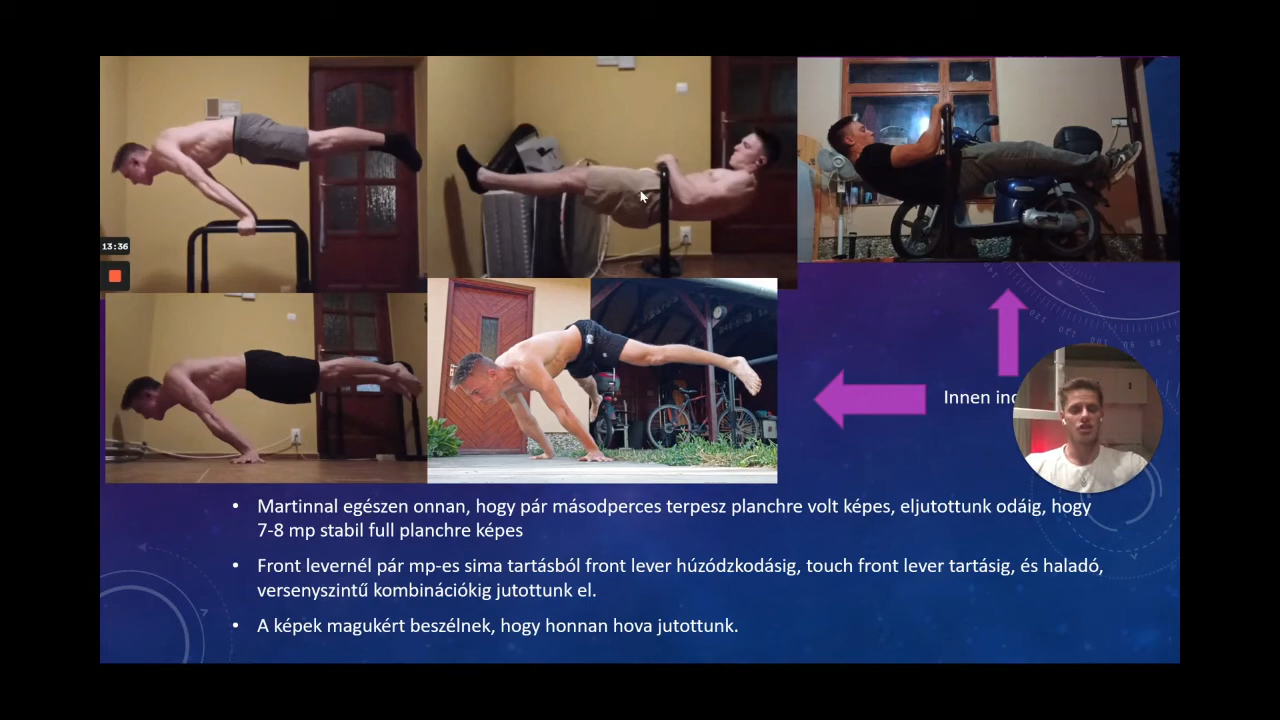 13:36
Innen
• Martinnal egészen onnan, hogy pár másodperces terpesz planchre volt képes, eljutottunk odáig, hogy
7-8 mp stabil full planchre képes
• Front levernél pár mp-es sima tartásból front lever húzódzkodásig, touch front lever tartásig, és haladó,
versenyszintű kombinációkig jutottunk el.
• A képek magukért beszélnek, hogy honnan hova jutottunk.